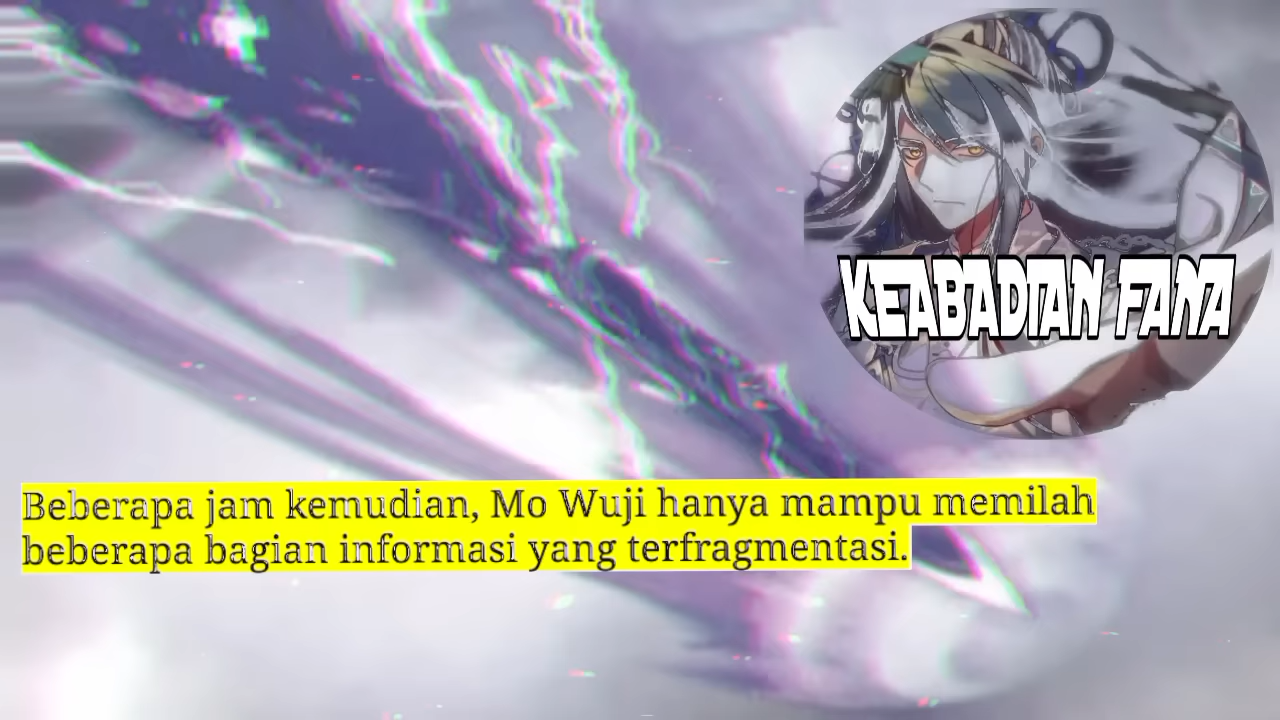 KEABADIAN FANA
Beberapa jam kemudian, Mo Wuji hanya mampu memilah
beberapa bagian informasi yang terfragmentasi.